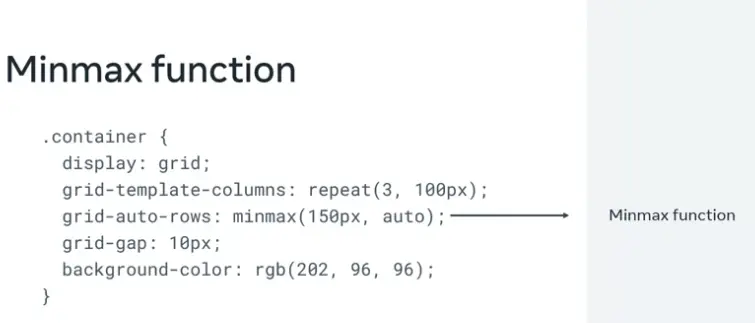 Minmax function
.container {
display: grid;
grid-template-columns: repeat(3, 100px);
grid-auto-rows: minmax(150px, auto);
grid-gap: 10px;
background-color: rgb(202, 96, 96);
}
Minmax function